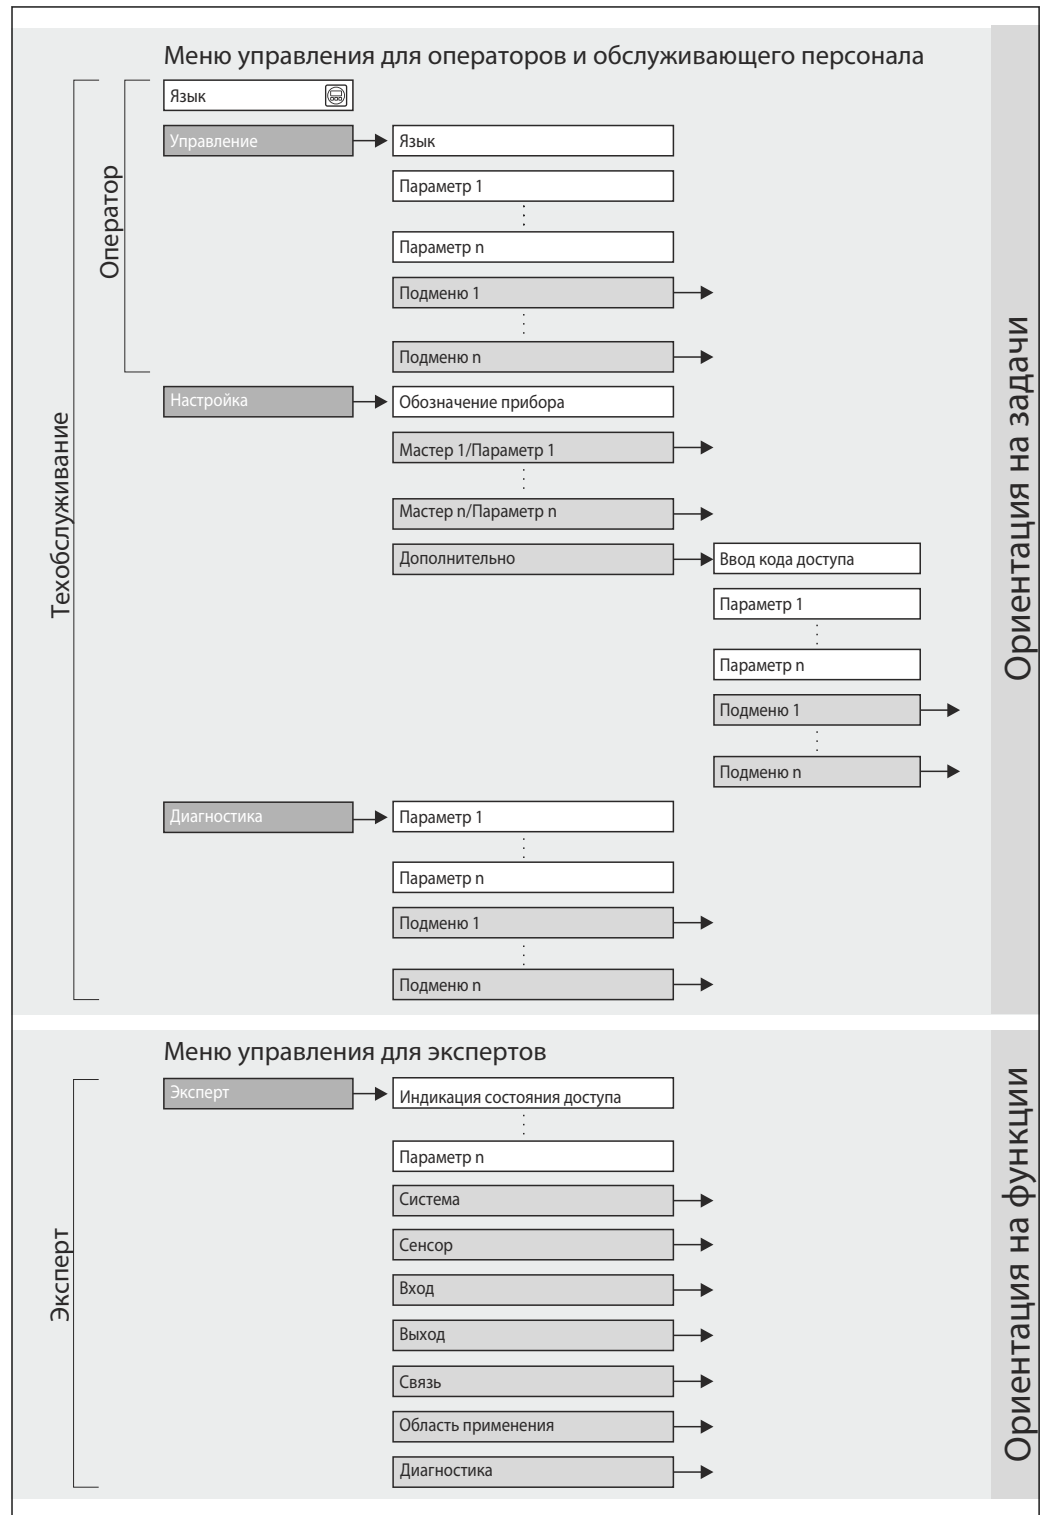 Меню управления для операторов и обслуживающего персонала
Язык
Управление
Язык
Параметр 1
Параметр n
Подменю 1
Подменю n
Оператор
Настройка
Обозначение прибора
Мастер 1/Параметр 1
Мастер n/Параметр n
Дополнительно
Ввод кода доступа
Параметр 1
Параметр n
Подменю 1
Подменю n
Диагностика
Параметр 1
Параметр n
Подменю 1
Подменю n
Техобслуживание
Ориентация на задачи
Меню управления для экспертов
Эксперт
Индикация состояния доступа
Параметр n
Система
Сенсор
Вход
Выход
Связь
Область применения
Диагностика
Эксперт
Ориентация на функции